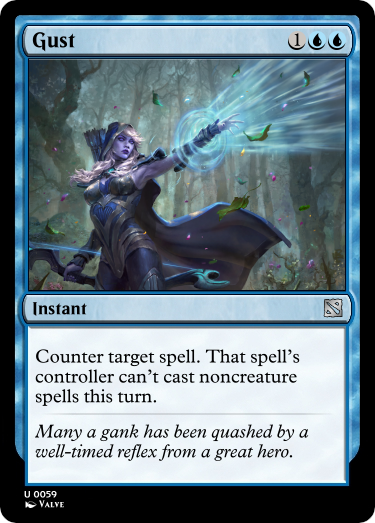 Gust 1
Instant
Counter target spell. That spell's
controller can't cast noncreature
spells this turn.
Many a gank has been quashed by a
well-timed reflex from a great hero.
U 0059
Valve